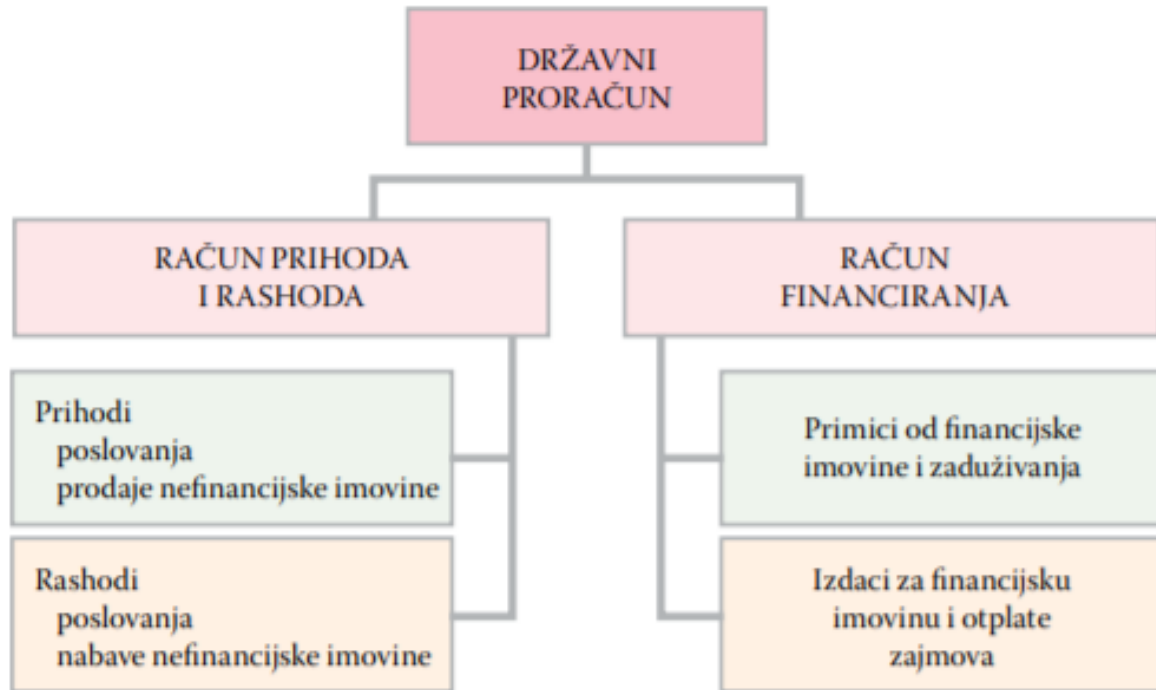 DRŽAVNI
PRORAČUN
RAČUN PRIHODA
I RASHODA
RAČUN
FINANCIRANJA
Prihodi
poslovanja
prodaje nefinancijske imovine
Primici od financijske
imovine i zaduživanja
Rashodi
poslovanja
nabave nefinancijske imovine
Izdaci za financijsku
imovinu i otplate
zajmova